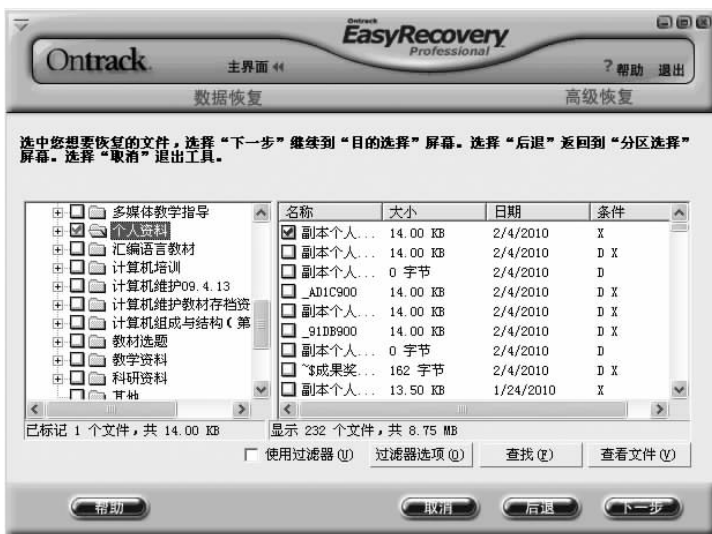 Ontrack
EasyRecovery
Professional
Ontrack
主界面
? 帮助 退出
数据恢复
高级恢复
选中您想要恢复的文件，选择“下一步”继续到“目的选择”屏幕。选择“后退”返回到“分区选择”
屏幕。选择“取消”退出工具。
多媒体教学指导
个人资料
汇编语言教材
计算机培训
计算机维护09.4.13
计算机维护教材存档资
计算机组成与结构(第
教材选题
教学资料
科研资料
其他
名称 大小 日期 条件
副本个人... 14.00 KB 2/4/2010 X
副本个人... 14.00 KB 2/4/2010 D X
副本个人... 0 字节 2/4/2010 D
_AD1C900 14.00 KB 2/4/2010 D X
副本个人... 14.00 KB 2/4/2010 D X
_91DB900 14.00 KB 2/4/2010 D X
副本个人... 0 字节 2/4/2010 D
~$成果奖... 162 字节 2/4/2010 D X
副本个人... 13.50 KB 1/24/2010 X
已标记 1 个文件，共 14.00 KB
显示 232 个文件，共 8.75 MB
使用过滤器(U) 过滤器选项(O) 查找(F) 查看文件(V)
帮助 取消 后退 下一步